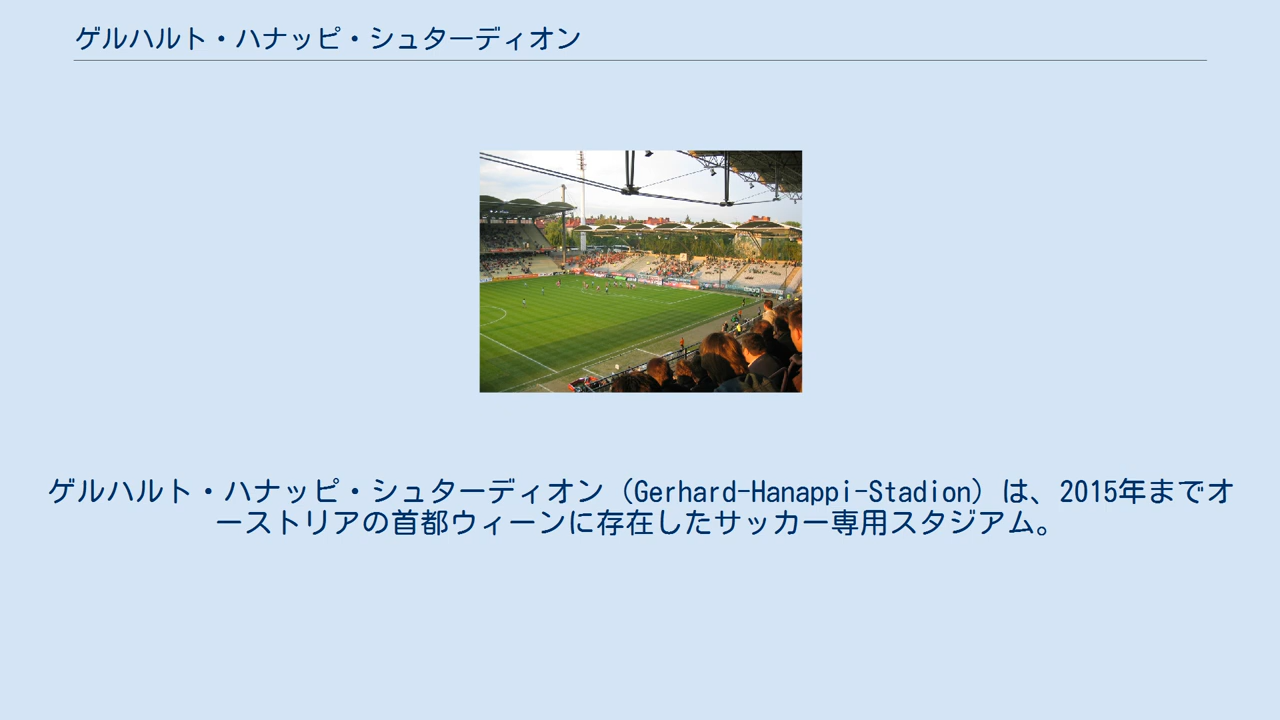 ゲルハルト・ハナッピ・シュターディオン
ゲルハルト・ハナッピ・シュターディオン（Gerhard-Hanappi-Stadion）は、2015年までオ
ーストリアの首都ウィーンに存在したサッカー専用スタジアム。